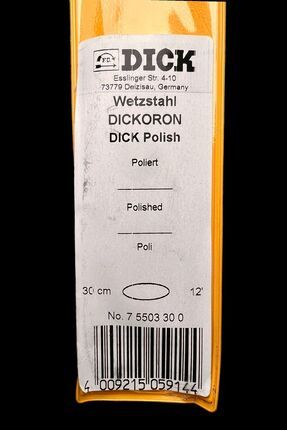 F.D. DICK
Esslinger Str. 4-10
73779 Deizisau, Germany
Wetzstahl
DICKORON
DICK Polish
Poliert
Polished
Poli
30 cm 12'
No. 7 5503 30 0
4 009215 059144